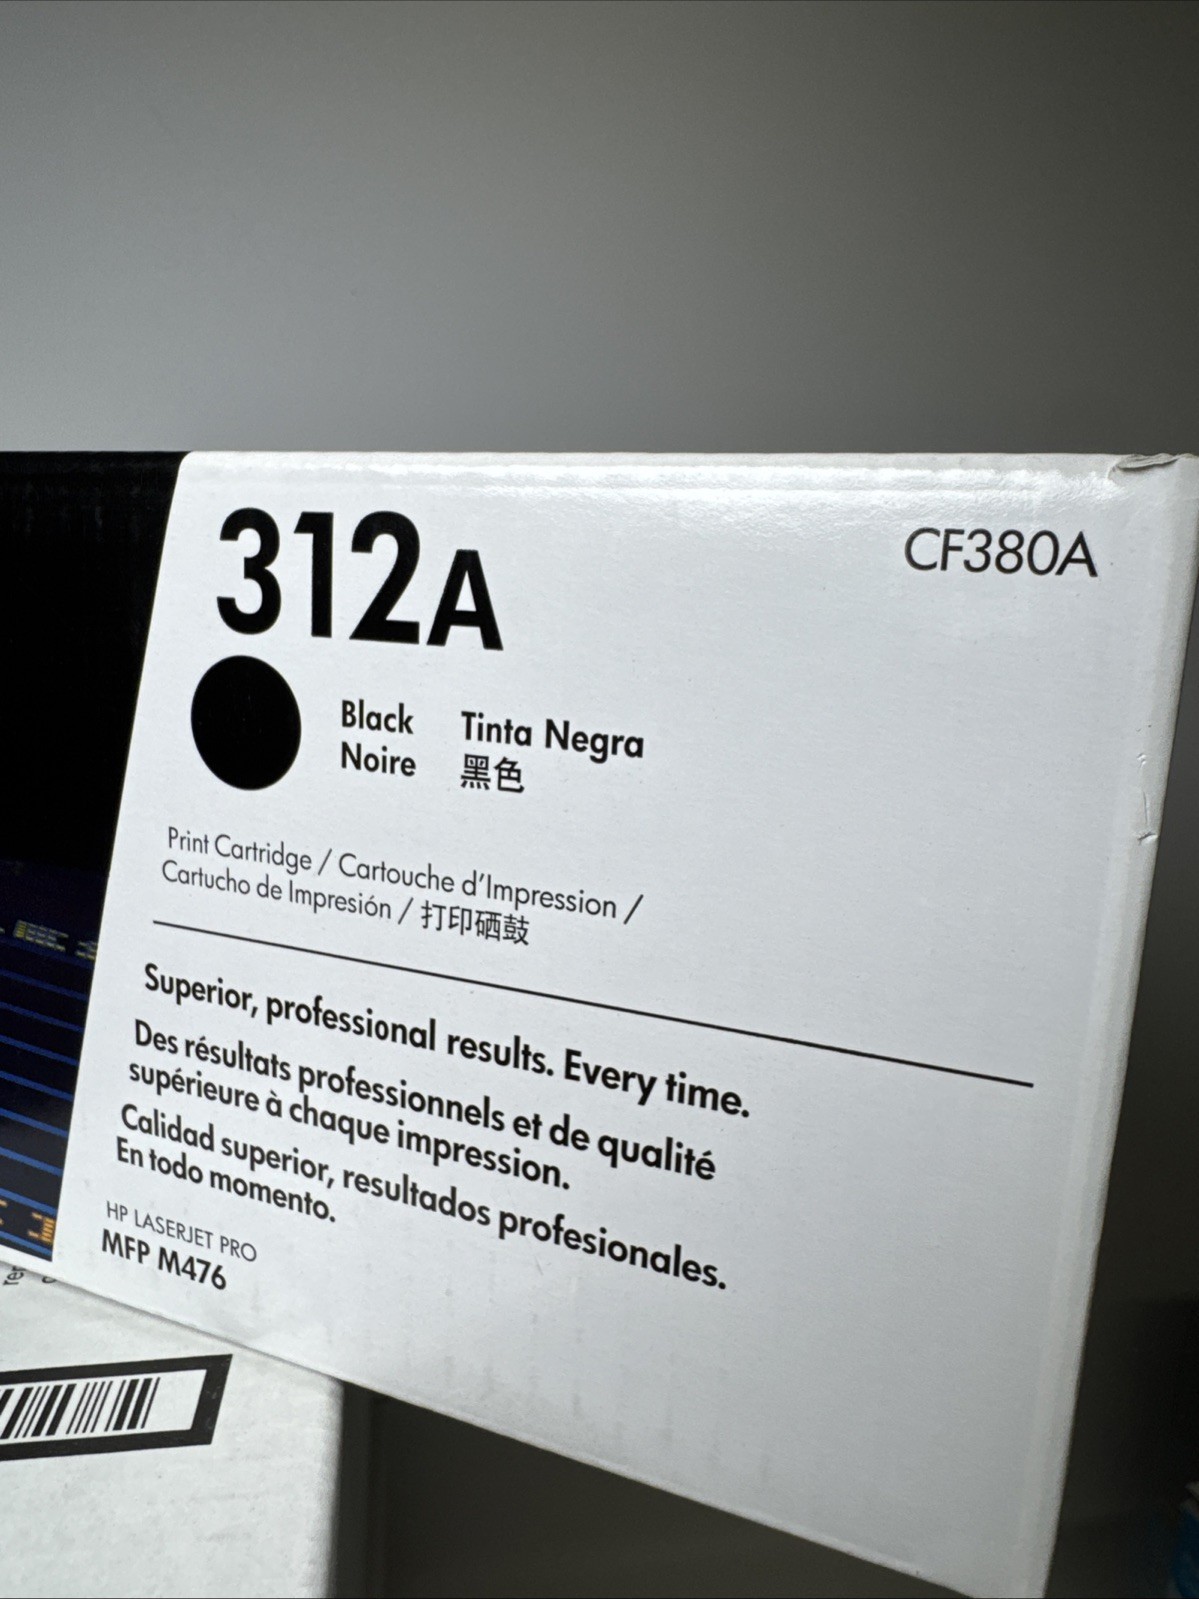 312A
CF380A
Black
Noire
Tinta Negra
黑色
Print Cartridge / Cartouche d'Impression /
Cartucho de Impresión / 打印硒鼓
Superior, professional results. Every time.
Des résultats professionnels et de qualité
supérieure à chaque impression.
Calidad superior, resultados profesionales.
En todo momento.
HP LASERJET PRO
MFP M476